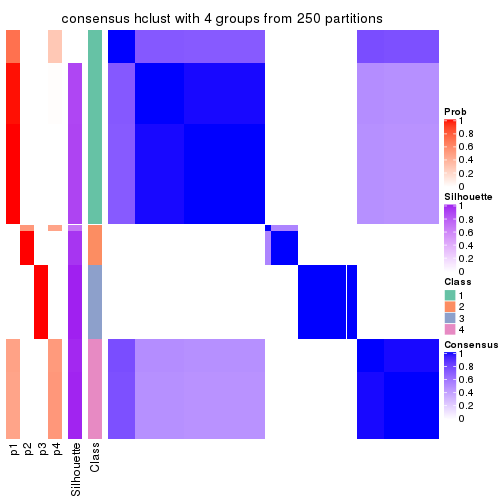 consensus hclust with 4 groups from 250 partitions
Prob
1
0.8
0.6
0.4
0.2
0
Silhouette
1
0.8
0.6
0.4
0.2
0
Class
1
2
3
4
Consensus
1
0.8
0.6
0.4
0.2
0
p1
p2
p3
p4
Silhouette
Class